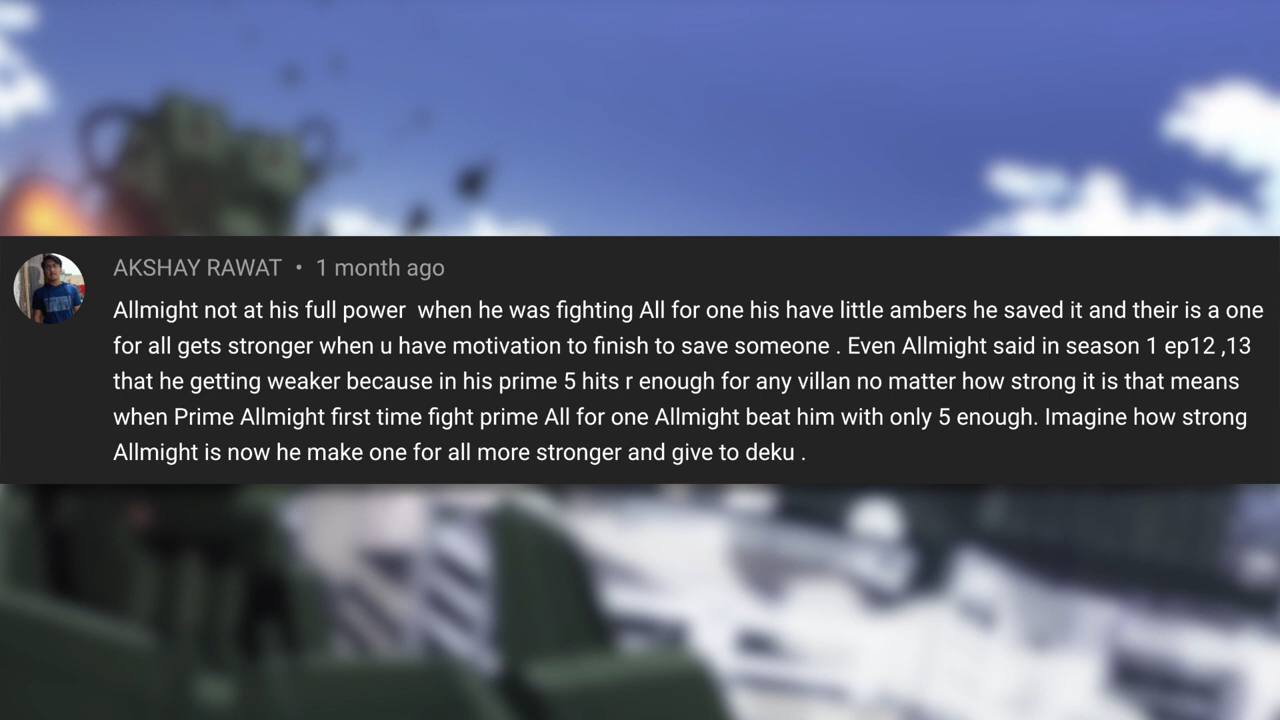 AKSHAY RAWAT • 1 month ago
Allmight not at his full power  when he was fighting All for one his have little ambers he saved it and their is a one
for all gets stronger when u have motivation to finish to save someone . Even Allmight said in season 1 ep12 ,13
that he getting weaker because in his prime 5 hits r enough for any villan no matter how strong it is that means
when Prime Allmight first time fight prime All for one Allmight beat him with only 5 enough. Imagine how strong
Allmight is now he make one for all more stronger and give to deku .